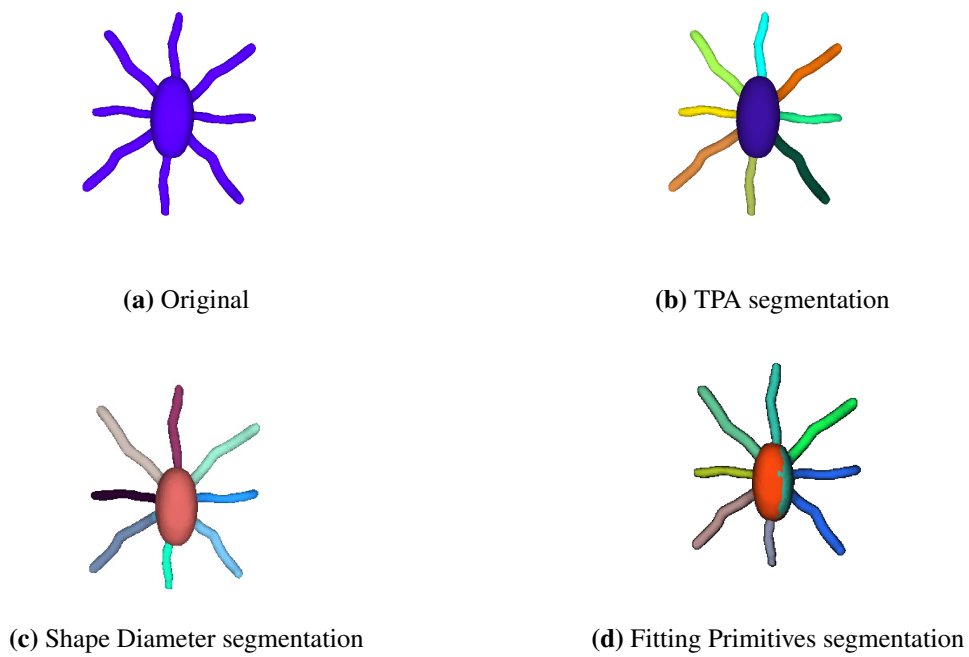 (a) Original
(b) TPA segmentation
(c) Shape Diameter segmentation
(d) Fitting Primitives segmentation